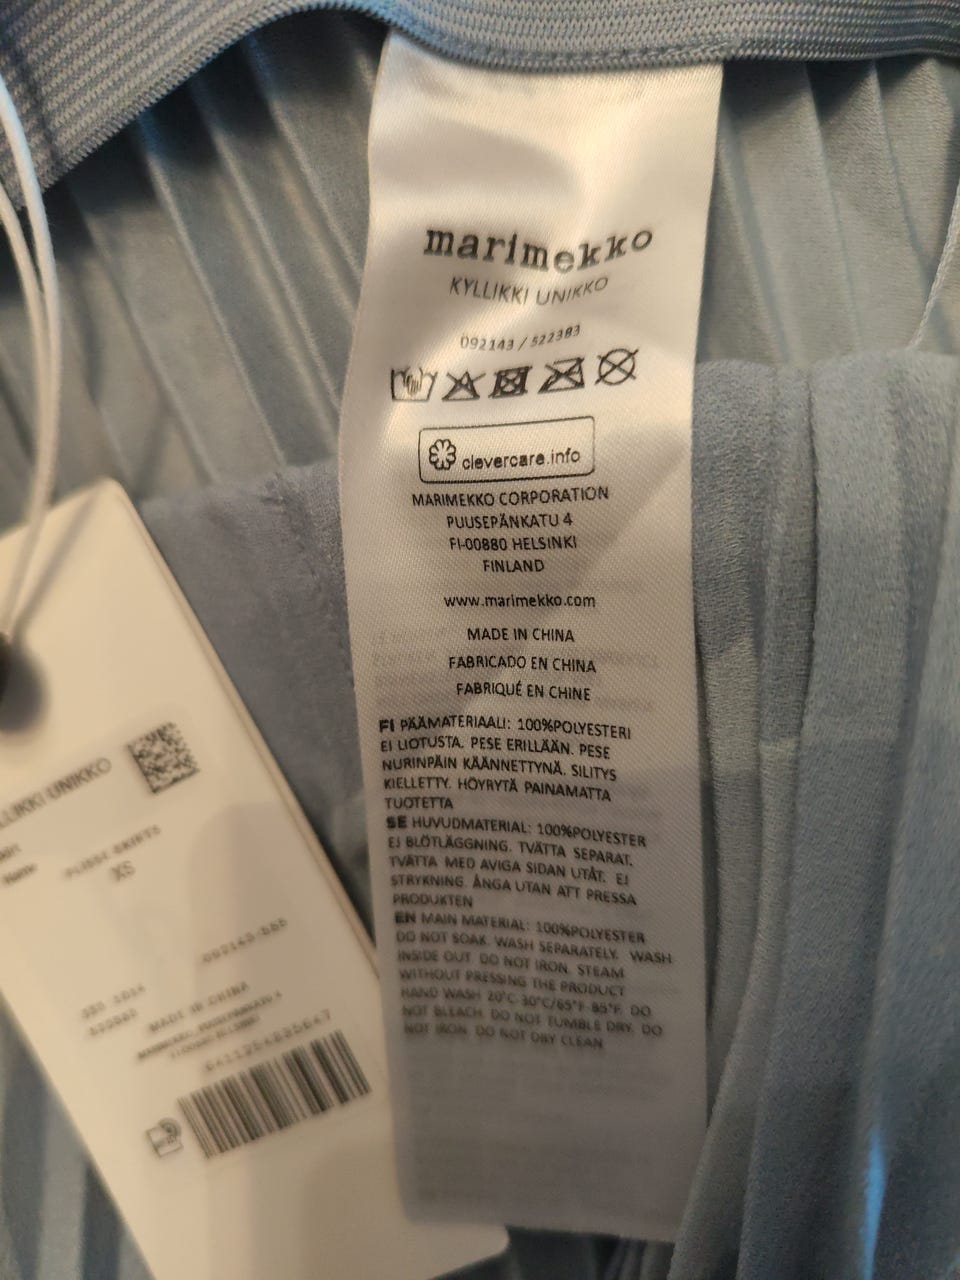 marimekko
KYLLIKKI UNIKKO
092143 / 522383
clevercare.info
MARIMEKKO CORPORATION
PUUSEPÄNKATU 4
FI-00880 HELSINKI
FINLAND
www.marimekko.com
MADE IN CHINA
FABRICADO EN CHINA
FABRIQUÉ EN CHINE
FI PÄÄMATERIAALI: 100%POLYESTERI
EI LIOTUSTA. PESE ERILLÄÄN. PESE
NURINPÄIN KÄÄNNETTYNÄ. SILITYS
KIELLETTY. HÖYRYTÄ PAINAMATTA
TUOTETTA
SE HUVUDMATERIAL: 100%POLYESTER
EJ BLÖTLÄGGNING. TVÄTTA SEPARAT.
TVÄTTA MED AVIGA SIDAN UTÅT. EJ
STRYKNING. ÅNGA UTAN ATT PRESSA
PRODUKTEN
EN MAIN MATERIAL: 100%POLYESTER
DO NOT SOAK. WASH SEPARATELY. WASH
INSIDE OUT. DO NOT IRON. STEAM
WITHOUT PRESSING THE PRODUCT
HAND WASH 20°C-30°C/65°F-85°F. DO
NOT BLEACH. DO NOT TUMBLE DRY. DO
NOT IRON. DO NOT DRY CLEAN
UNIKKO
XS
MADE IN CHINA